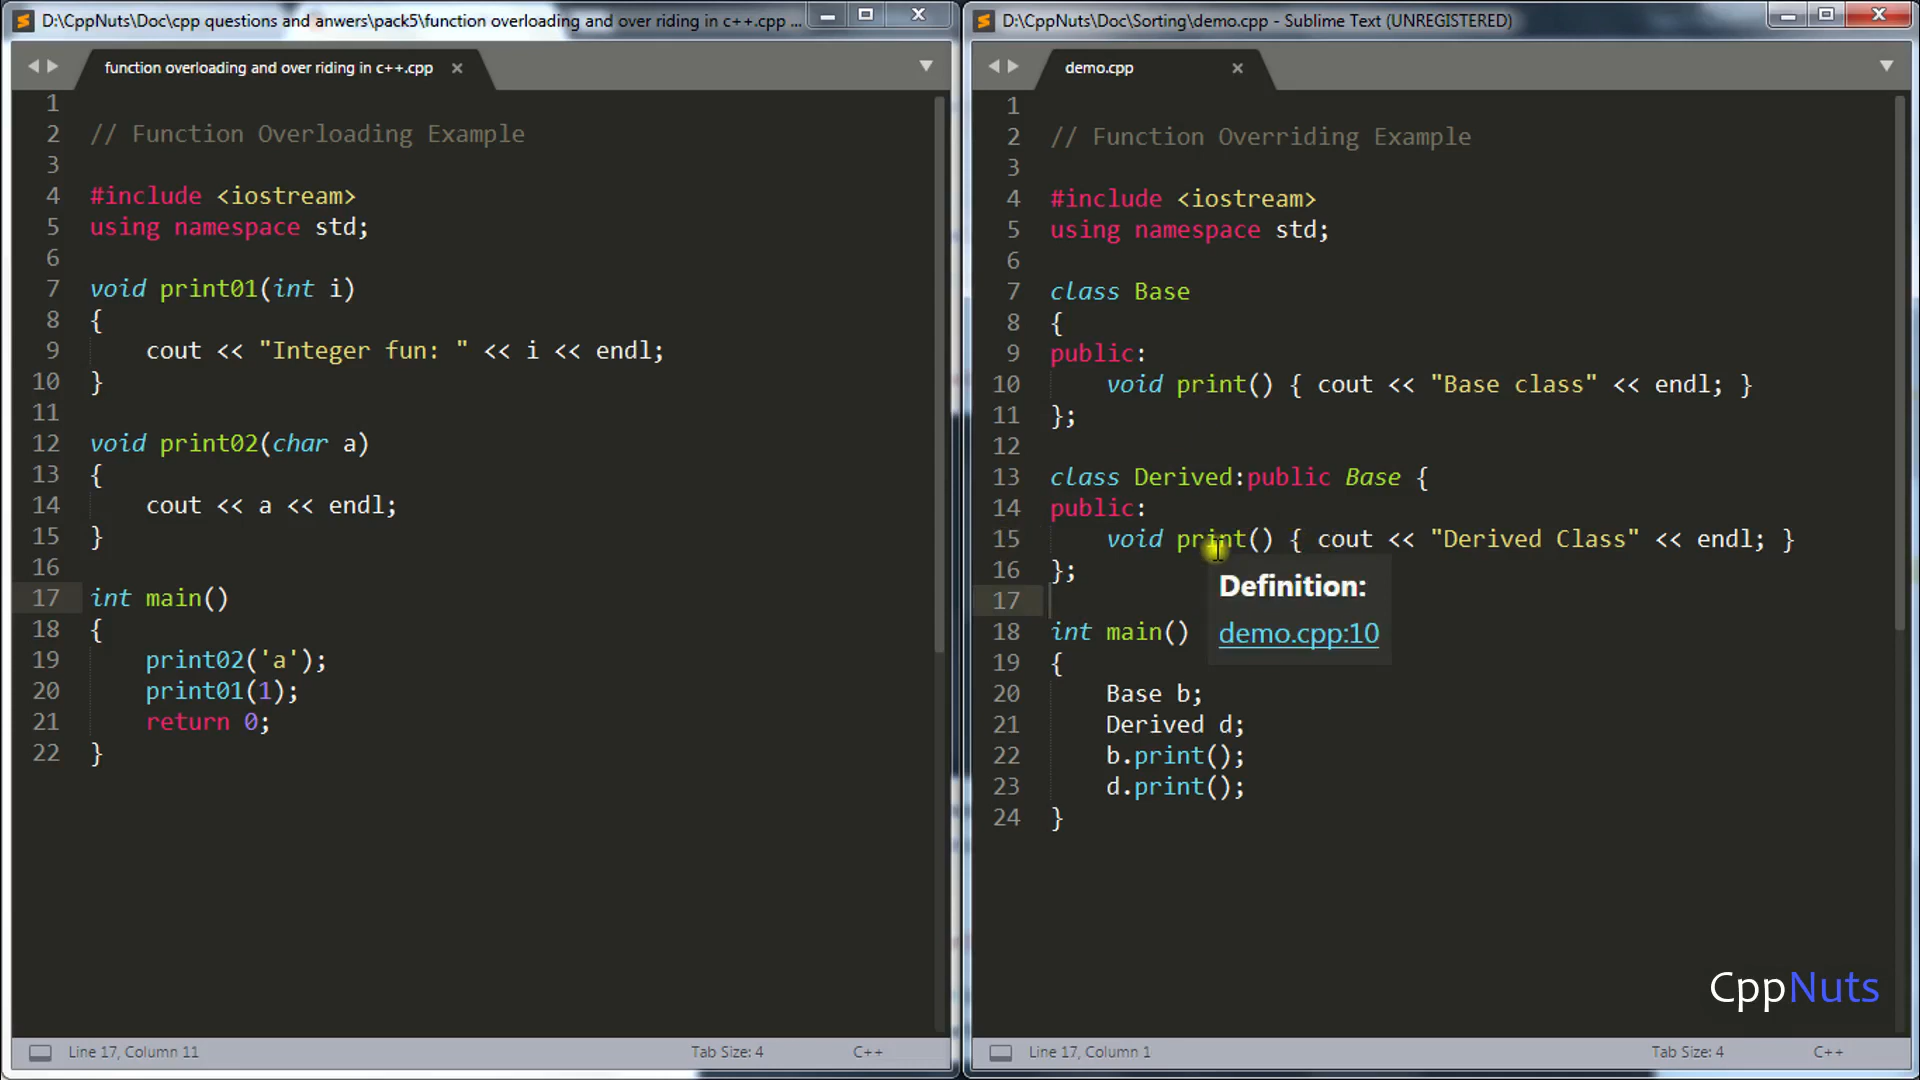 D:\CppNuts\Doc\cpp questions and anwers\pack5\function overloading and over riding in c++.cpp ...
function overloading and over riding in c++.cpp
1
2 // Function Overloading Example
3
4 #include <iostream>
5 using namespace std;
6
7 void print01(int i)
8 {
9 cout << "Integer fun: " << i << endl;
10 }
11
12 void print02(char a)
13 {
14 cout << a << endl;
15 }
16
17 int main()
18 {
19 print02('a');
20 print01(1);
21 return 0;
22 }
Line 17, Column 11
Tab Size: 4
C++
D:\CppNuts\Doc\Sorting\demo.cpp - Sublime Text (UNREGISTERED)
demo.cpp
1
2 // Function Overriding Example
3
4 #include <iostream>
5 using namespace std;
6
7 class Base
8 {
9 public:
10 void print() { cout << "Base class" << endl; }
11 };
12
13 class Derived:public Base {
14 public:
15 void print() { cout << "Derived Class" << endl; }
16 };
Definition:
17
demo.cpp:10
18 int main()
19 {
20 Base b;
21 Derived d;
22 b.print();
23 d.print();
24 }
CppNuts
Line 17, Column 1
Tab Size: 4
C++